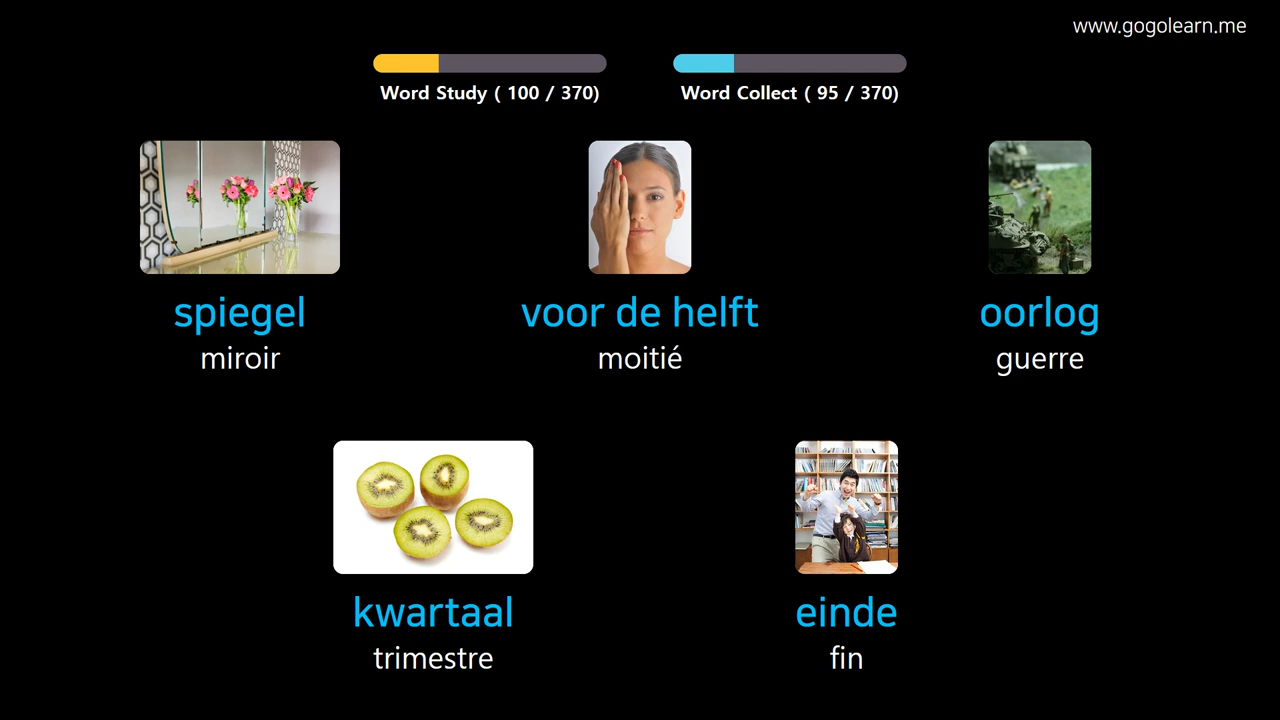 www.gogolearn.me
Word Study ( 100 / 370)
Word Collect ( 95 / 370)
spiegel
miroir
voor de helft
moitié
oorlog
guerre
kwartaal
trimestre
einde
fin